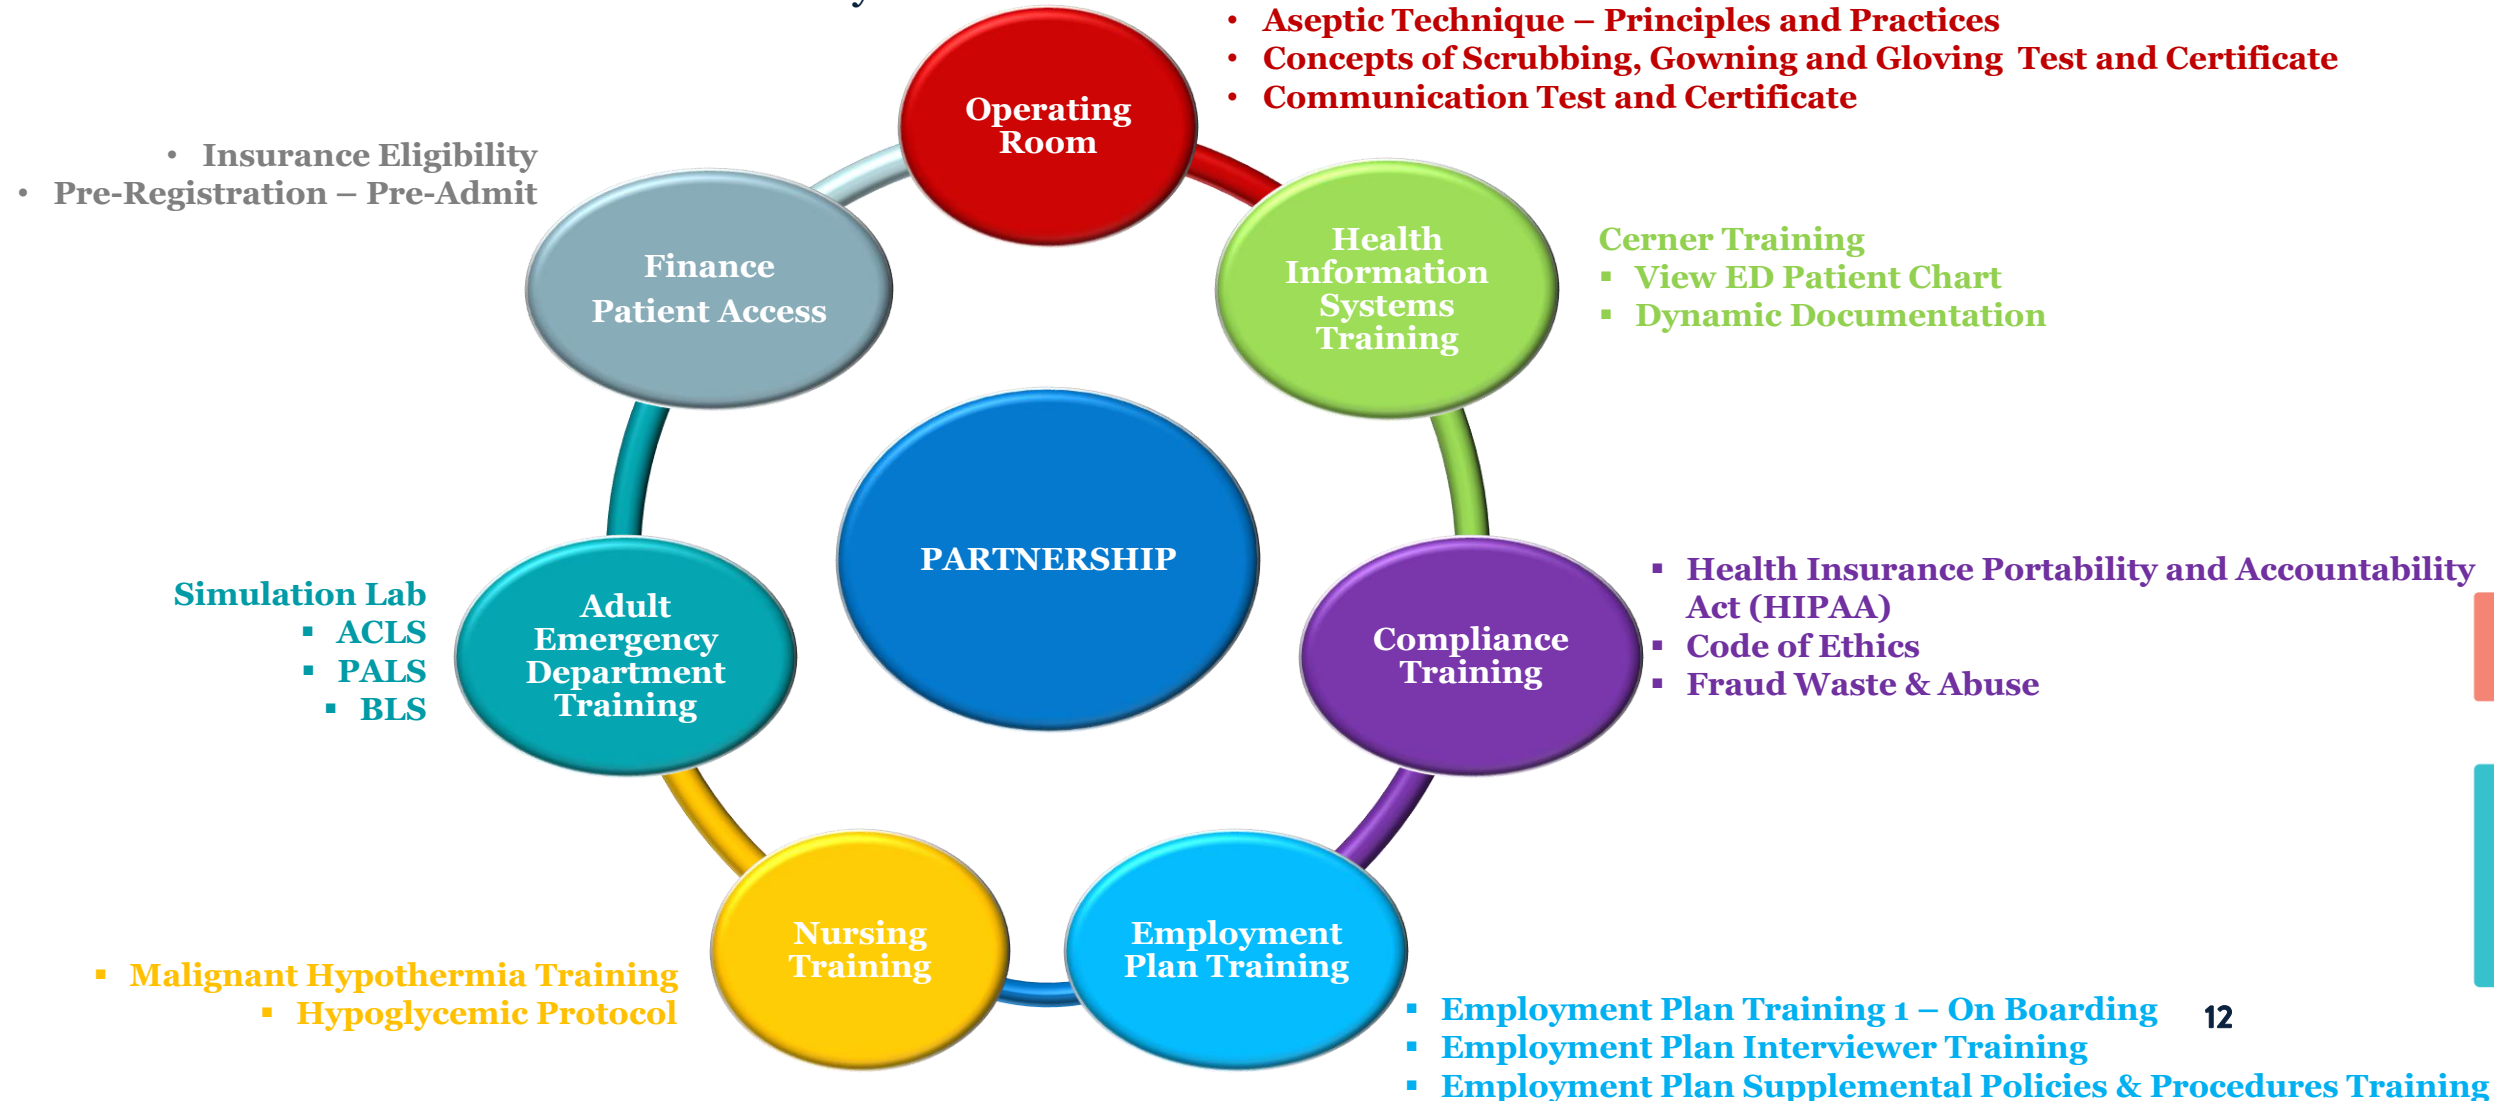 • Aseptic Technique – Principles and Practices
• Concepts of Scrubbing, Gowning and Gloving Test and Certificate
• Communication Test and Certificate
Operating
Room
• Insurance Eligibility
• Pre-Registration – Pre-Admit
Finance
Patient Access
Health
Information
Systems
Training
Cerner Training
▪ View ED Patient Chart
▪ Dynamic Documentation
PARTNERSHIP
Simulation Lab
▪ ACLS
▪ PALS
▪ BLS
Adult
Emergency
Department
Training
Compliance
Training
▪ Health Insurance Portability and Accountability
Act (HIPAA)
▪ Code of Ethics
▪ Fraud Waste & Abuse
Nursing
Training
▪ Malignant Hypothermia Training
▪ Hypoglycemic Protocol
Employment
Plan Training
▪ Employment Plan Training 1 – On Boarding
▪ Employment Plan Interviewer Training
▪ Employment Plan Supplemental Policies & Procedures Training
12